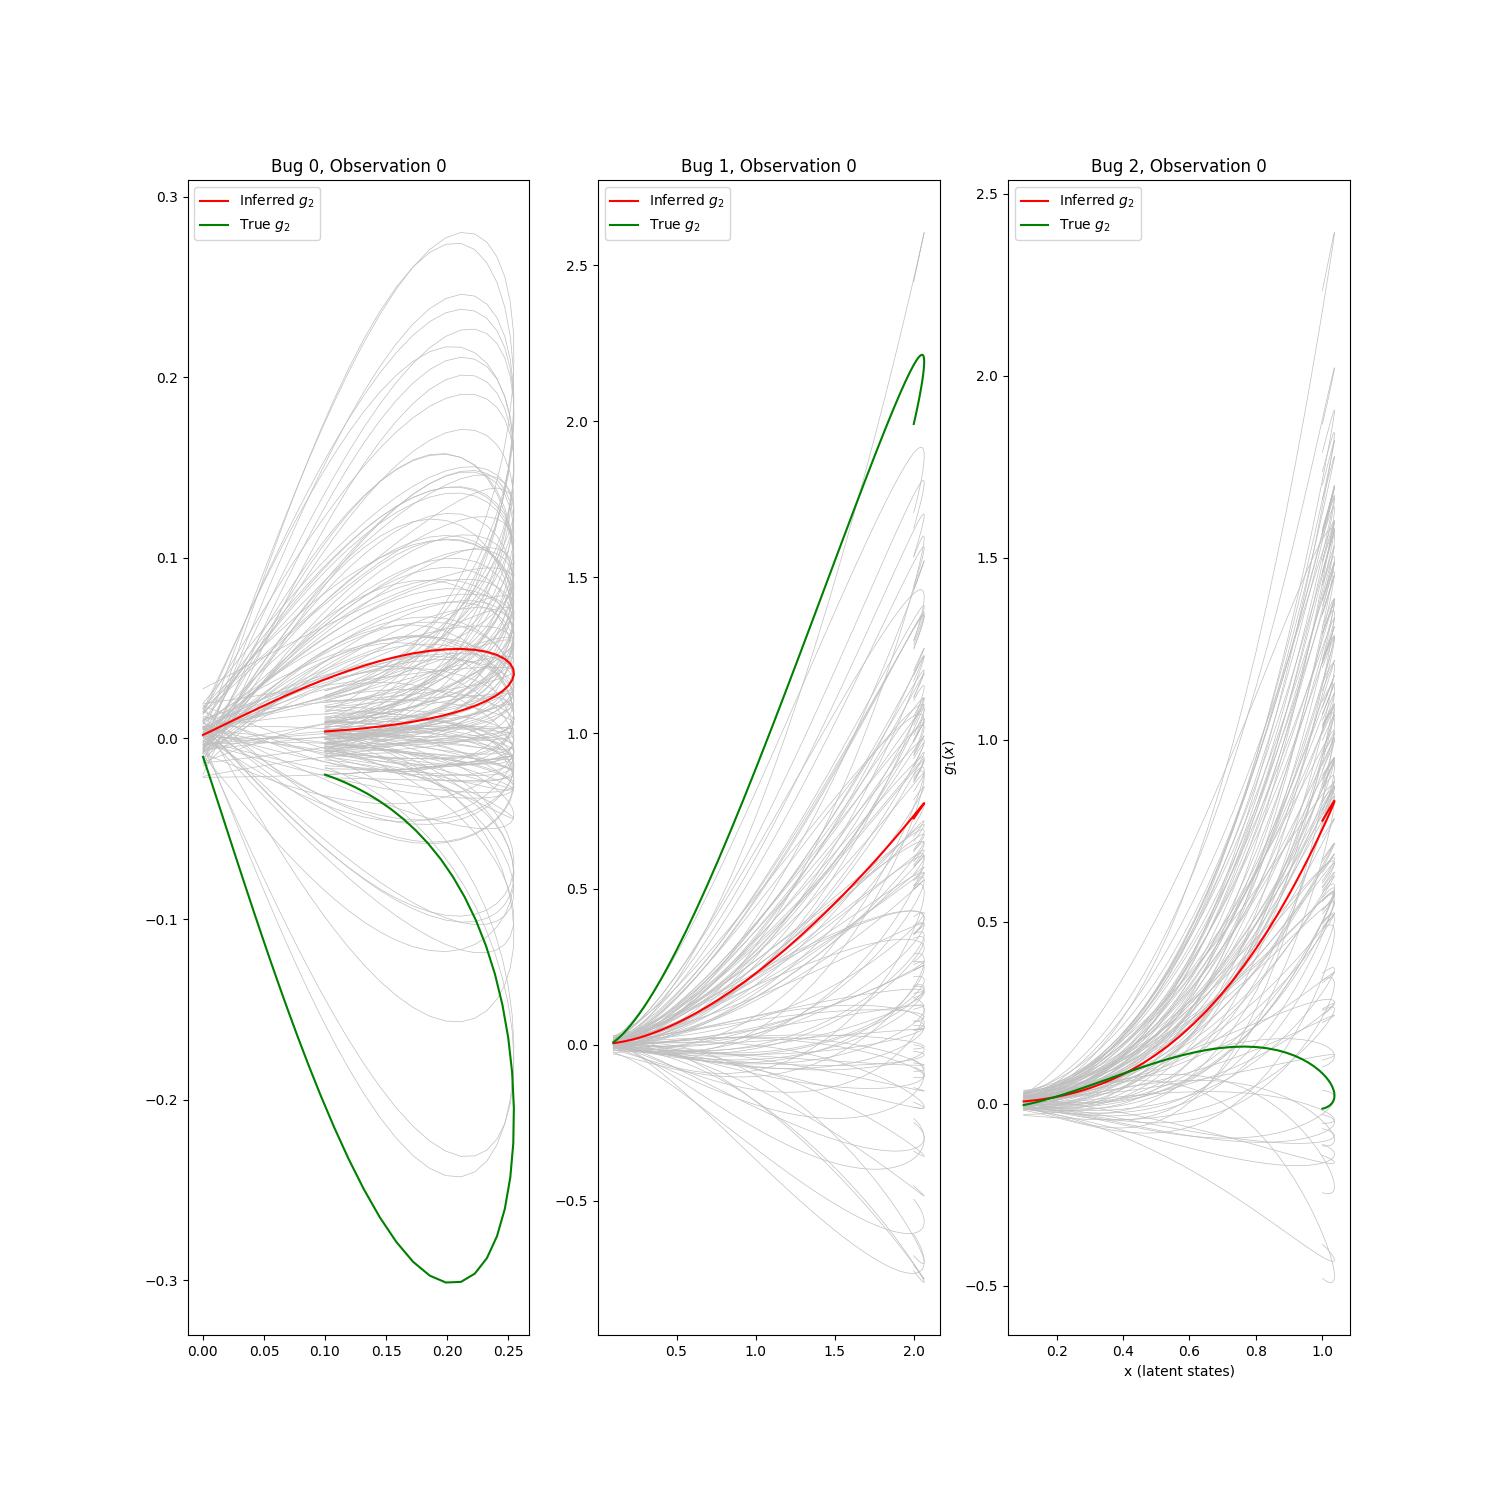 Bug 0, Observation 0
Inferred g₂
True g₂
0.3
0.2
0.1
0.0
−0.1
−0.2
−0.3
0.00 0.05 0.10 0.15 0.20 0.25
Bug 1, Observation 0
Inferred g₂
True g₂
2.5
2.0
1.5
1.0
0.5
0.0
−0.5
0.5 1.0 1.5 2.0
Bug 2, Observation 0
Inferred g₂
True g₂
g₁(x)
2.5
2.0
1.5
1.0
0.5
0.0
−0.5
0.2 0.4 0.6 0.8 1.0
x (latent states)